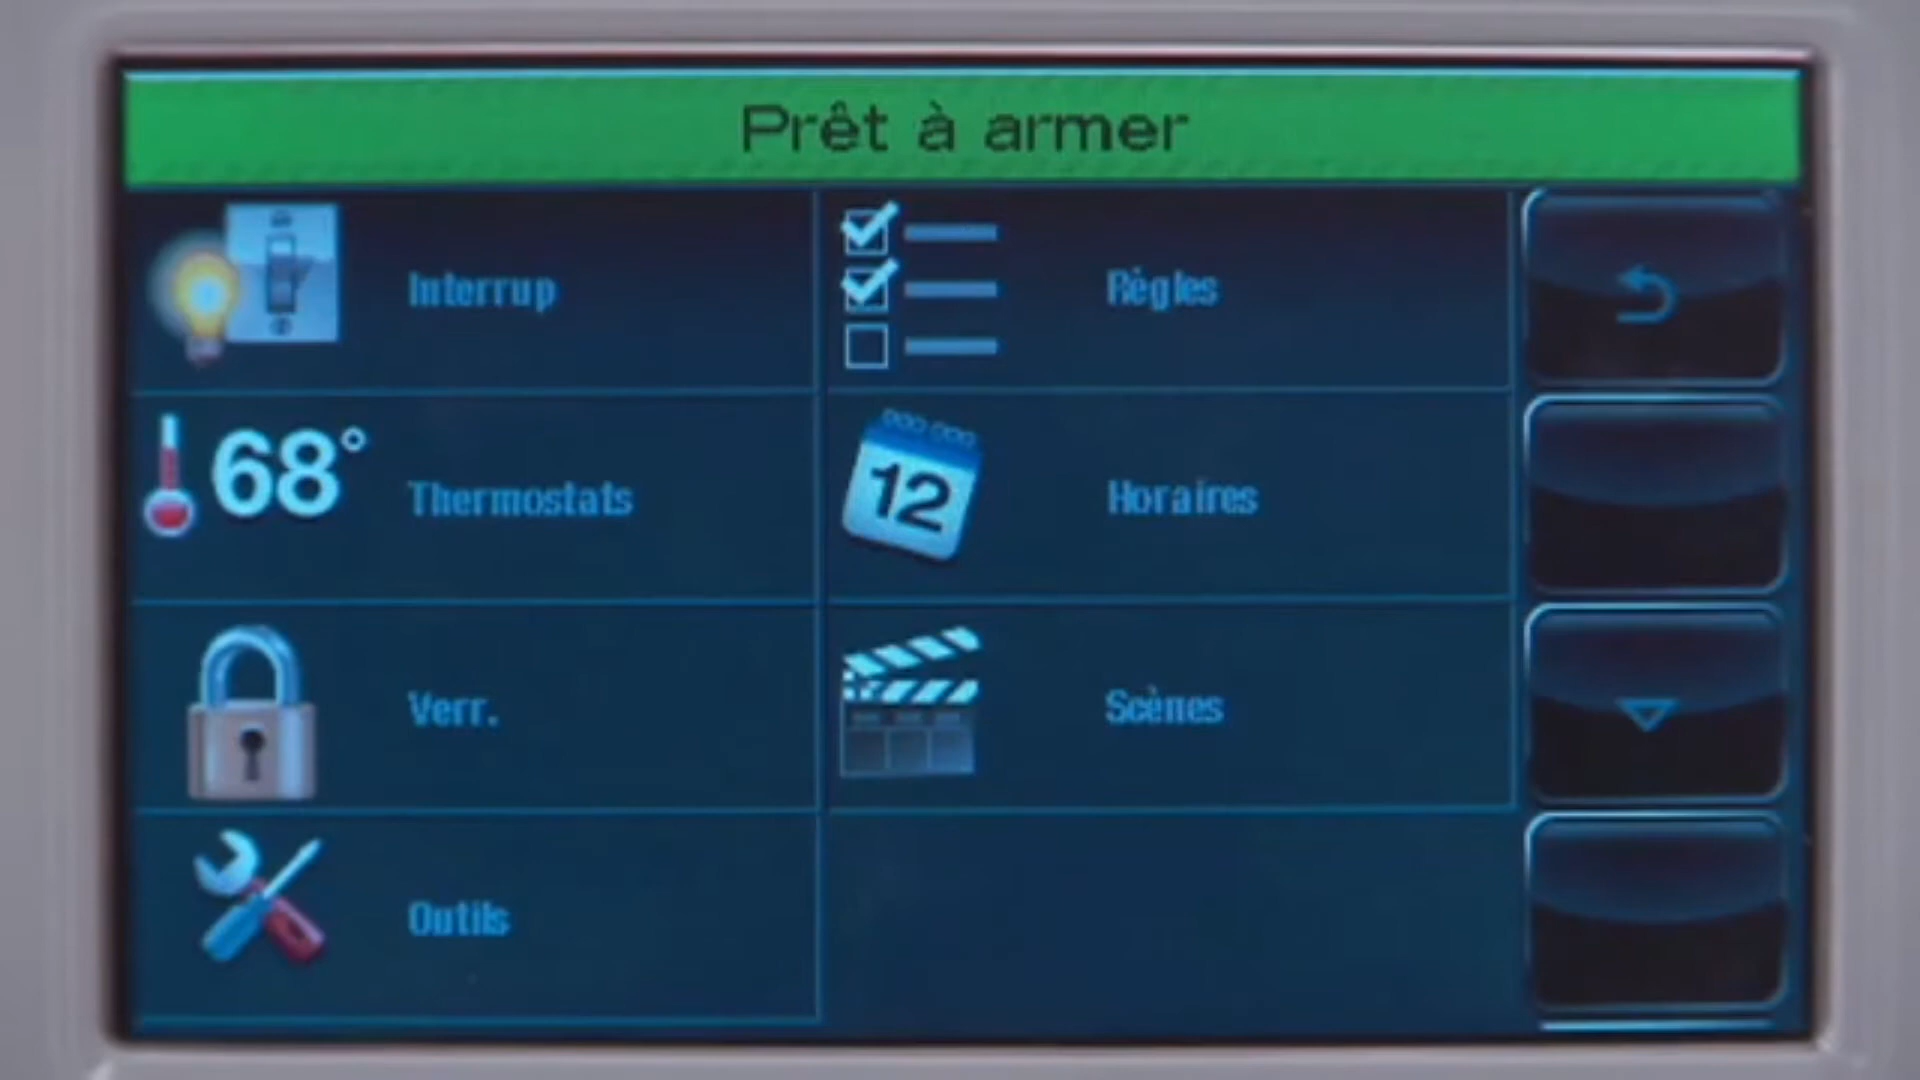 Prêt à armer
Interrup
Règles
68°
Thermostats
12
Horaires
Verr.
Scènes
Outils